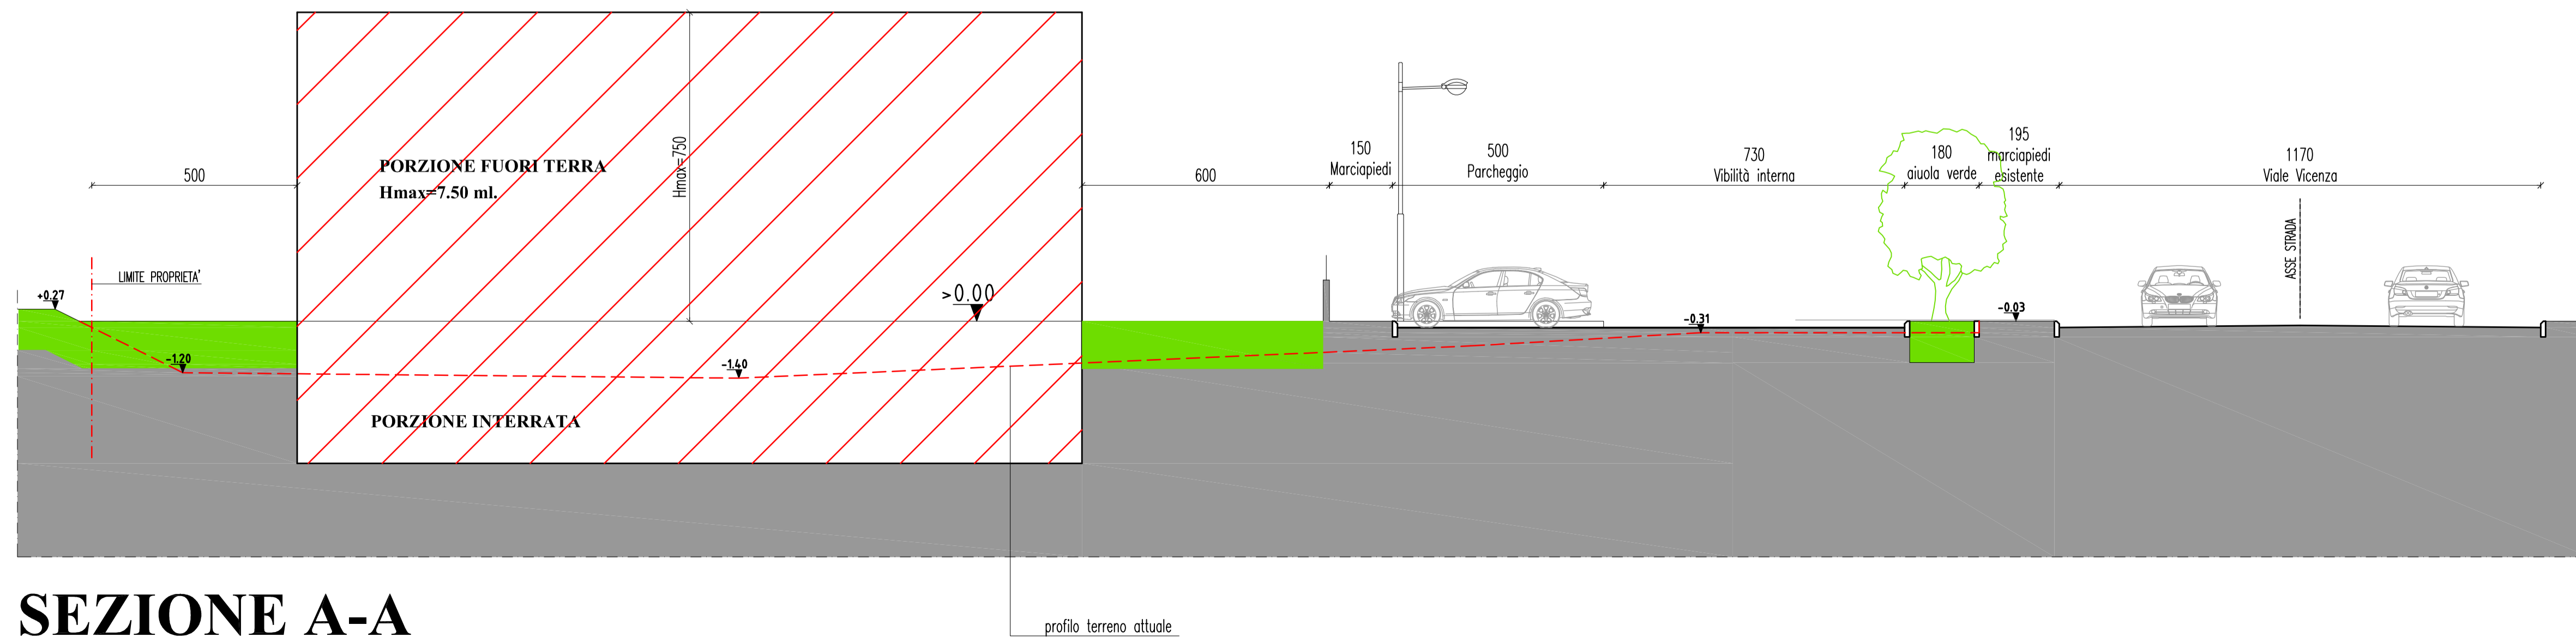 PORZIONE FUORI TERRA
Hmax=7.50 ml.
Hmax=750
500
LIMITE PROPRIETA'
+0.27
-1.20
-1.40
>0.00
PORZIONE INTERRATA
600
150
Marciapiedi
500
Parcheggio
730
Vibilità interna
180
aiuola verde
195
marciapiedi
esistente
1170
Viale Vicenza
ASSE STRADA
-0.31
-0.03
profilo terreno attuale
SEZIONE A-A